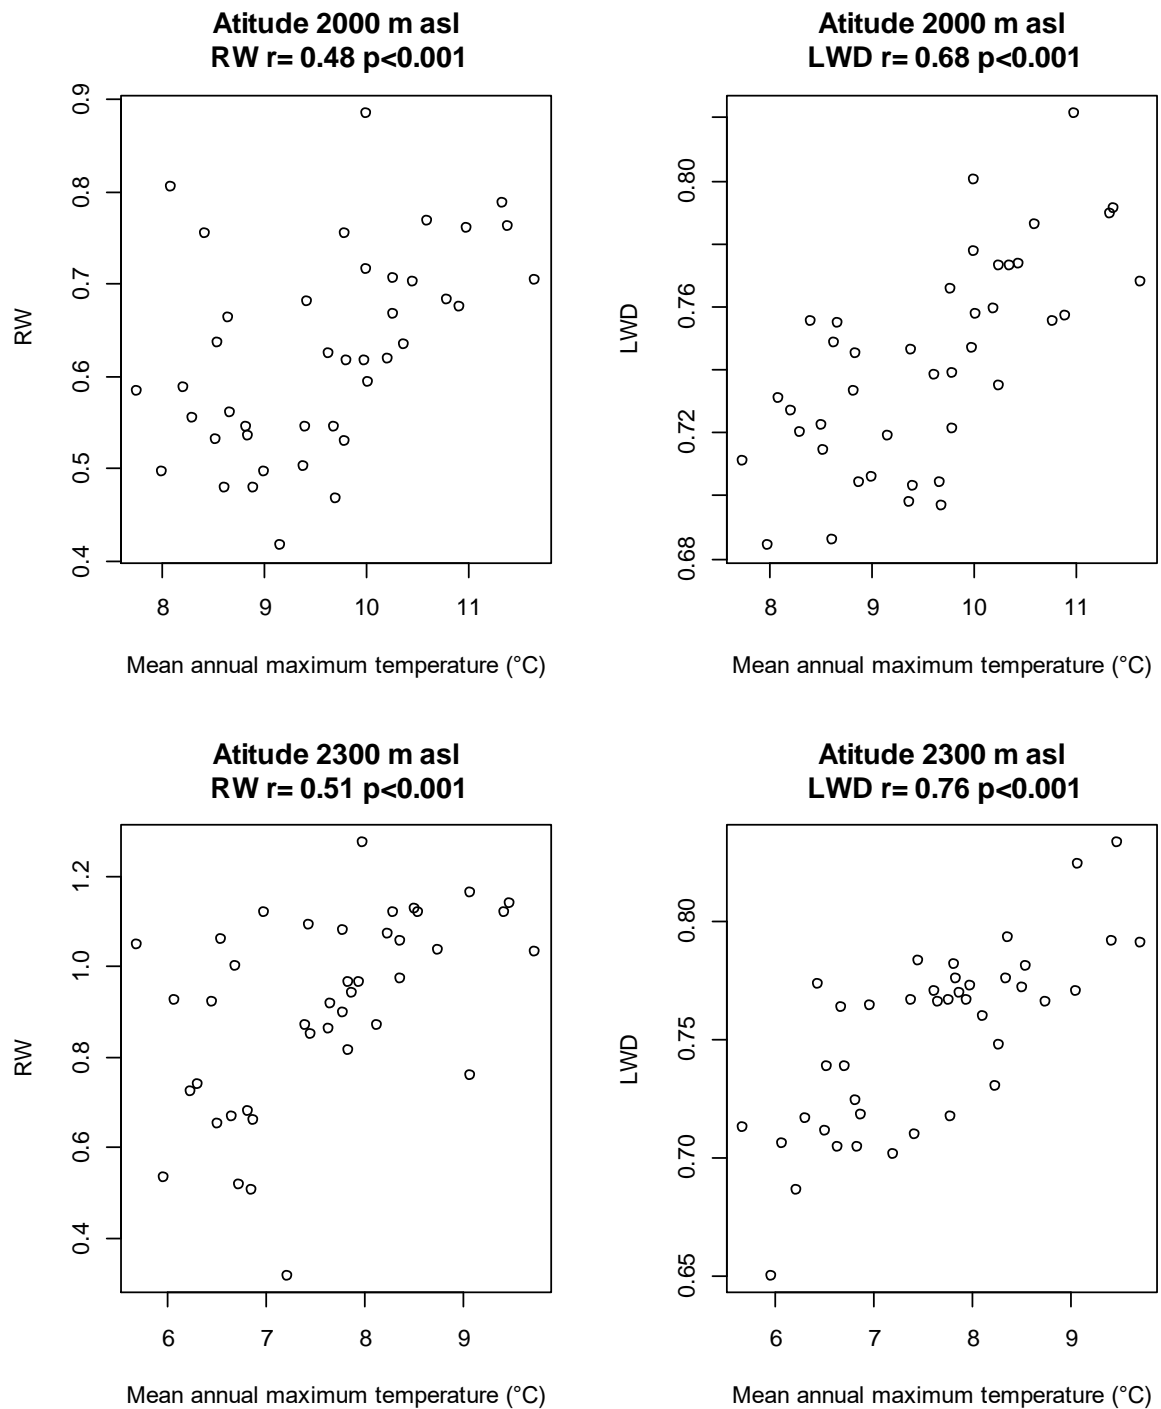 Atitude 2000 m asl
RW r= 0.48 p<0.001
0.9
0.8
0.7
0.6
0.5
0.4
RW
8 9 10 11
Mean annual maximum temperature (°C)
Atitude 2000 m asl
LWD r= 0.68 p<0.001
0.80
0.76
0.72
0.68
LWD
8 9 10 11
Mean annual maximum temperature (°C)
Atitude 2300 m asl
RW r= 0.51 p<0.001
1.2
1.0
0.8
0.6
0.4
RW
6 7 8 9
Mean annual maximum temperature (°C)
Atitude 2300 m asl
LWD r= 0.76 p<0.001
0.80
0.75
0.70
0.65
LWD
6 7 8 9
Mean annual maximum temperature (°C)